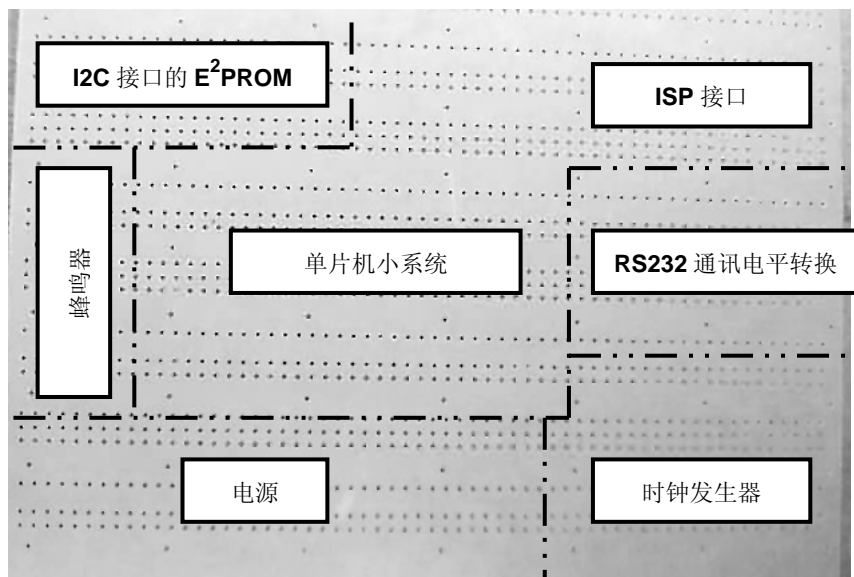 I2C 接口的 E²PROM
ISP 接口
蜂鸣器
单片机小系统
RS232 通讯电平转换
电源
时钟发生器